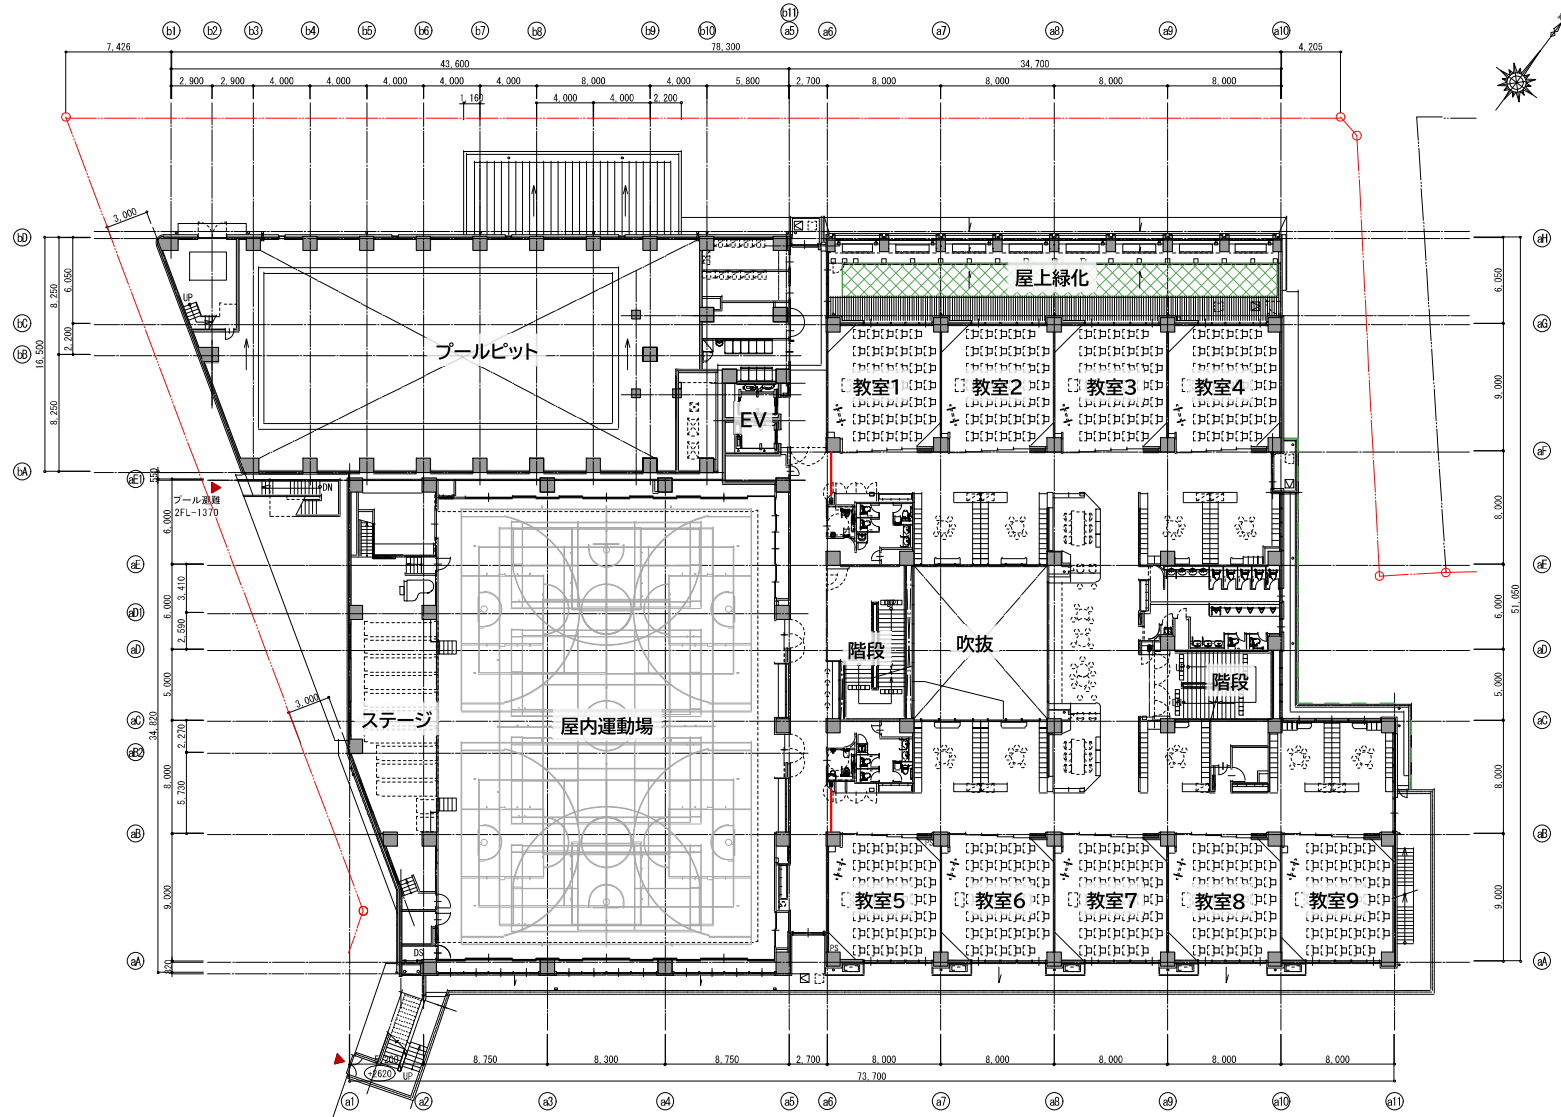 b1 b2 b3 b4 b5 b6 b7 b8 b9 b10 b11 a5 a6 a7 a8 a9 a10
7,426 78,300 4,205
43,600 34,700
2,900 2,900 4,000 4,000 4,000 4,000 4,000 8,000 4,000 5,800 2,700 8,000 8,000 8,000 8,000
1,160 4,000 4,000 2,200
3,000
bD
aH
6,050
8,250
屋上緑化
6,050
UP
bC
aG
2,200
16,500
bB
プールピット
教室1
教室2
教室3
教室4
9,000
8,250
EV
aF
bA
550
aE1
DN
プール避難
2FL-1370
6,000
8,000
aE
aE
3,410
6,000
6,000
51,050
aD1
2,590
aD
階段
吹抜
aD
5,000
階段
5,000
3,000
aC
ステージ
屋内運動場
aC
34,820
2,270
aB2
8,000
5,730
8,000
aB
aB
PS
9,000
教室5
教室6
教室7
教室8
教室9
9,000
DS
PS
aA
aA
320
8,750 8,300 8,750 2,700 8,000 8,000 8,000 8,000 8,000
+2620
UP
73,700
a1 a2 a3 a4 a5 a6 a7 a8 a9 a10 a11